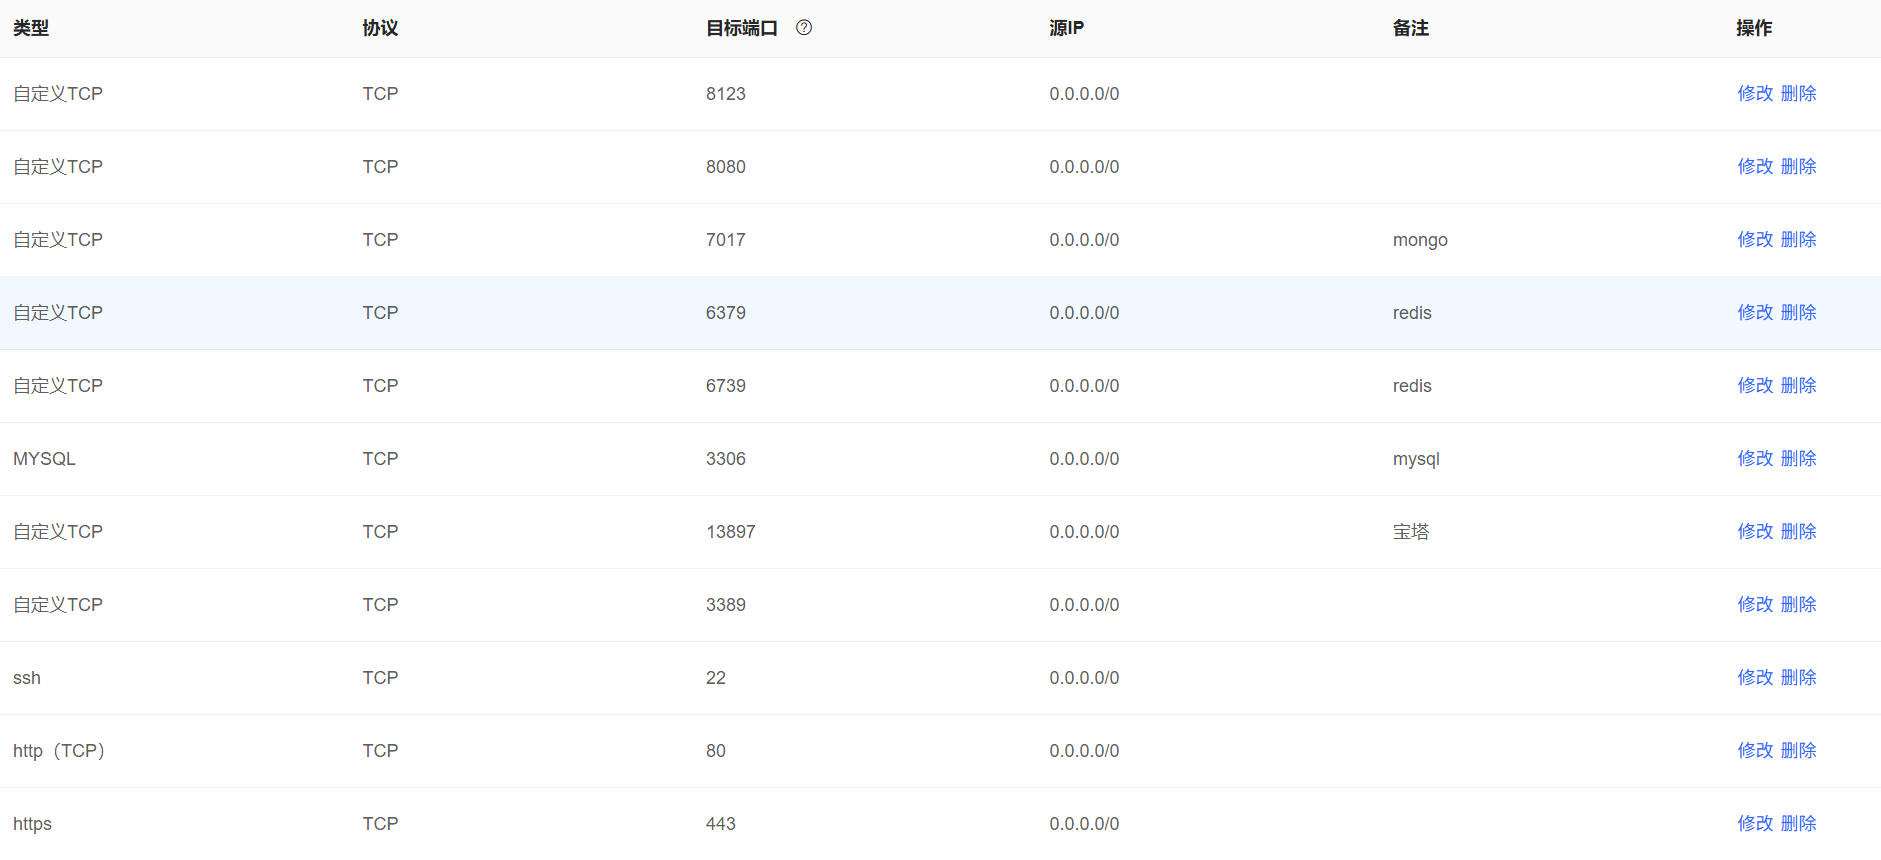 类型 协议 目标端口 源IP 备注 操作
自定义TCP TCP 8123 0.0.0.0/0 修改 删除
自定义TCP TCP 8080 0.0.0.0/0 修改 删除
自定义TCP TCP 7017 0.0.0.0/0 mongo 修改 删除
自定义TCP TCP 6379 0.0.0.0/0 redis 修改 删除
自定义TCP TCP 6739 0.0.0.0/0 redis 修改 删除
MYSQL TCP 3306 0.0.0.0/0 mysql 修改 删除
自定义TCP TCP 13897 0.0.0.0/0 宝塔 修改 删除
自定义TCP TCP 3389 0.0.0.0/0 修改 删除
ssh TCP 22 0.0.0.0/0 修改 删除
http（TCP） TCP 80 0.0.0.0/0 修改 删除
https TCP 443 0.0.0.0/0 修改 删除